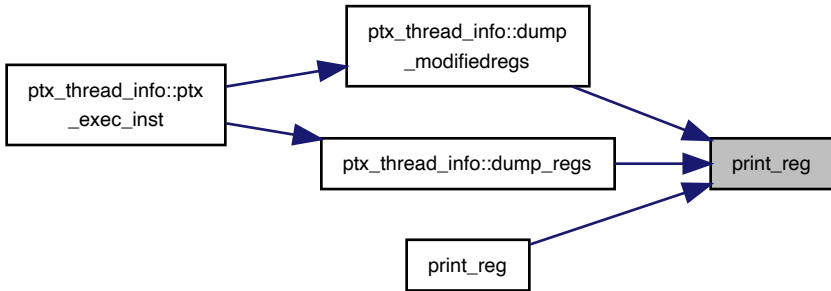 ptx_thread_info::dump
_modifiedregs
ptx_thread_info::ptx
_exec_inst
ptx_thread_info::dump_regs
print_reg
print_reg